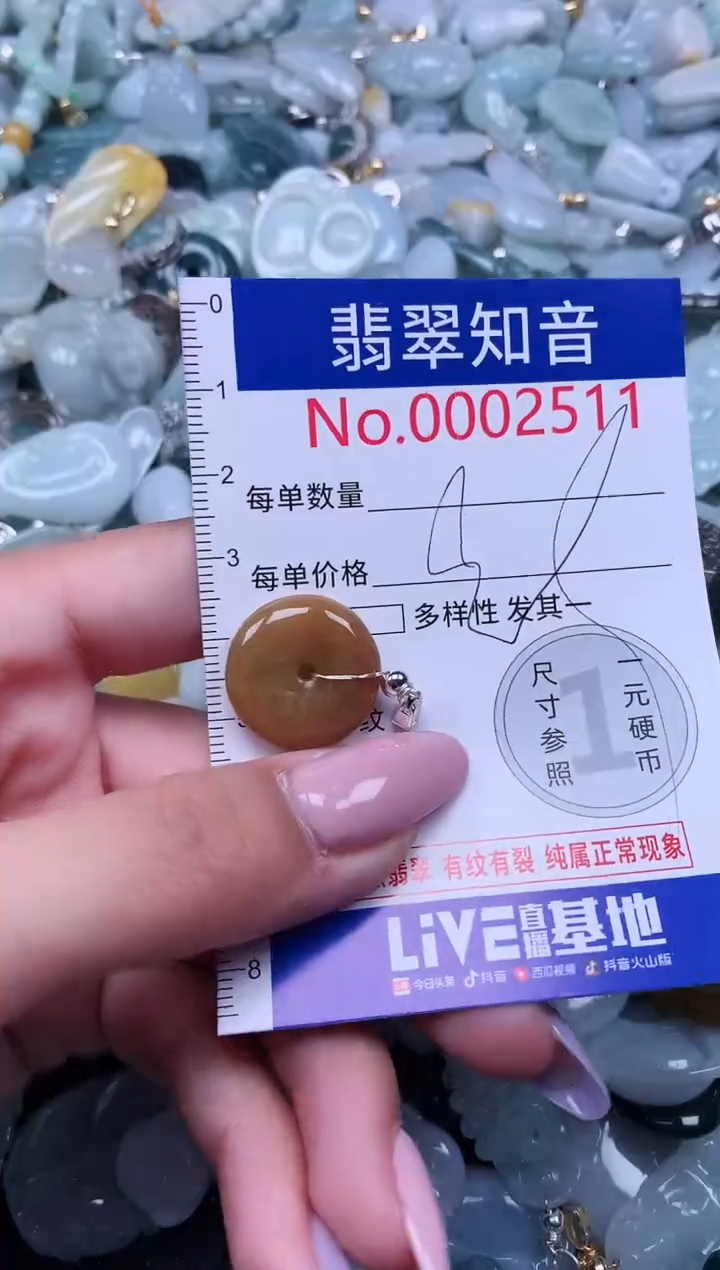 0
翡翠知音
1
No.0002511
2
每单数量
3
每单价格
多样性 发其一
纹
尺寸参照
1
一元硬币
翡翠 有纹有裂 纯属正常现象
LiVE直播基地
8
今日头条 抖音 西瓜视频 抖音火山版